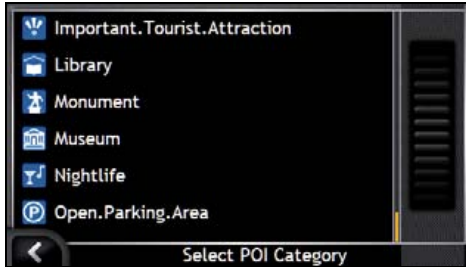 Important.Tourist.Attraction
Library
Monument
Museum
Nightlife
Open.Parking.Area
Select POI Category